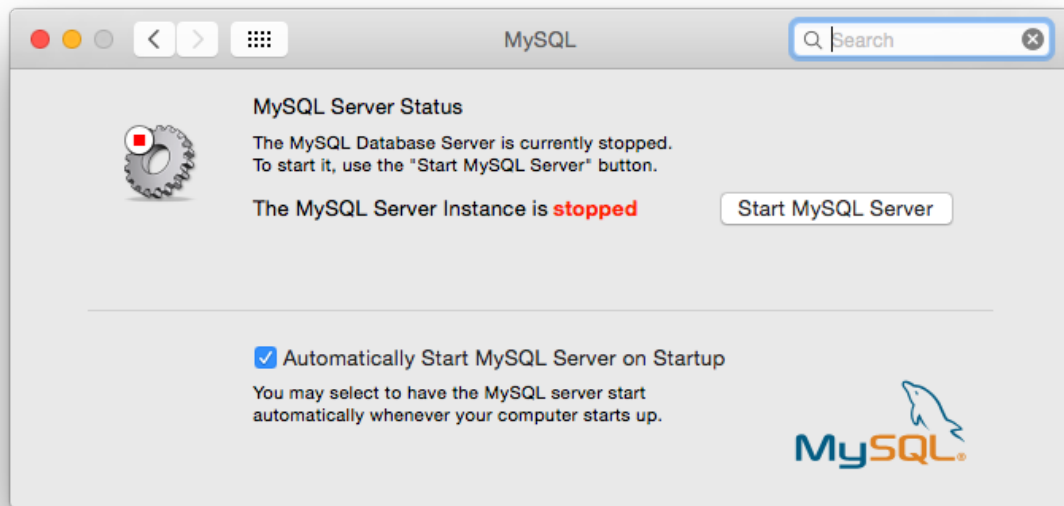 MySQL
Search
MySQL Server Status
The MySQL Database Server is currently stopped.
To start it, use the "Start MySQL Server" button.
The MySQL Server Instance is stopped
Start MySQL Server
Automatically Start MySQL Server on Startup
You may select to have the MySQL server start
automatically whenever your computer starts up.
MySQL®